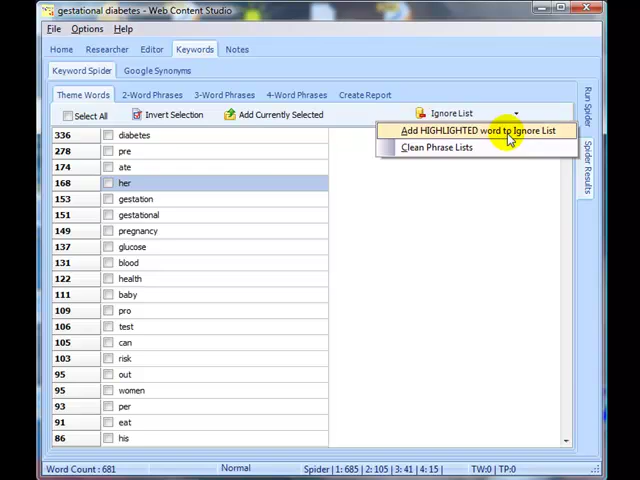 gestational diabetes - Web Content Studio
File Options Help
Home Researcher Editor Keywords Notes
Keyword Spider Google Synonyms
Theme Words 2-Word Phrases 3-Word Phrases 4-Word Phrases Create Report
Select All Invert Selection Add Currently Selected Ignore List
Add HIGHLIGHTED word to Ignore List
Clean Phrase Lists
336 diabetes
278 pre
174 ate
168 her
153 gestation
151 gestational
149 pregnancy
137 glucose
131 blood
122 health
111 baby
109 pro
106 test
105 can
103 risk
95 out
95 women
93 per
91 eat
86 his
Run Spider
Spider Results
Word Count : 681 Normal Spider | 1: 685 | 2: 105 | 3: 41 | 4: 15 | TW:0 | TP:0